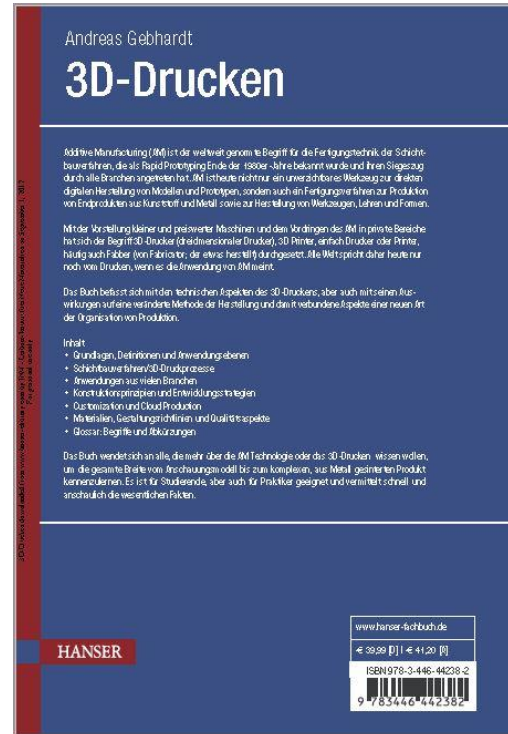 Andreas Gebhardt
3D-Drucken
Additive Manufacturing (AM) ist der weltweit genormte Begriff für die Fertigungstechnik der Schicht-
bauverfahren, die als Rapid Prototyping Ende der 1980er-Jahre bekannt wurde und ihren Siegeszug
durch alle Branchen angetreten hat. AM ist heute nicht nur ein unverzichtbares Werkzeug zur direkten
digitalen Herstellung von Modellen und Prototypen, sondern auch ein Fertigungsverfahren zur Produktion
von Endprodukten aus Kunststoff und Metall sowie zur Herstellung von Werkzeugen, Lehren und Formen.
Mit der Vorstellung kleiner und preiswerter Maschinen und dem Vordringen des AM in private Bereiche
hat sich der Begriff 3D-Drucker (dreidimensionaler Drucker), 3D Printer, einfach Drucker oder Printer,
häufig auch Fabber (von Fabricator; der etwas herstellt) durchgesetzt. Alle Welt spricht daher heute nur
noch vom Drucken, wenn es die Anwendung von AM meint.
Das Buch befasst sich mit den technischen Aspekten des 3D-Druckens, aber auch mit seinen Aus-
wirkungen auf eine veränderte Methode der Herstellung und damit verbundene Aspekte einer neuen Art
der Organisation von Produktion.
Inhalt
• Grundlagen, Definitionen und Anwendungsebenen
• Schichtbauverfahren/3D-Druckprozesse
• Anwendungen aus vielen Branchen
• Konstruktionsprinzipien und Entwicklungsstrategien
• Customization und Cloud Production
• Materialien, Gestaltungsrichtlinien und Qualitätsaspekte
• Glossar: Begriffe und Abkürzungen
Das Buch wendet sich an alle, die mehr über die AM Technologie oder das 3D-Drucken wissen wollen,
um die gesamte Breite vom Anschauungsmodell bis zum komplexen, aus Metall gesinterten Produkt
kennenzulernen. Es ist für Studierende, aber auch für Praktiker geeignet und vermittelt schnell und
anschaulich die wesentlichen Fakten.
HANSER
www.hanser-fachbuch.de
€ 39,99 [D] | € 41,20 [A]
ISBN 978-3-446-44238-2
9 783446 442382